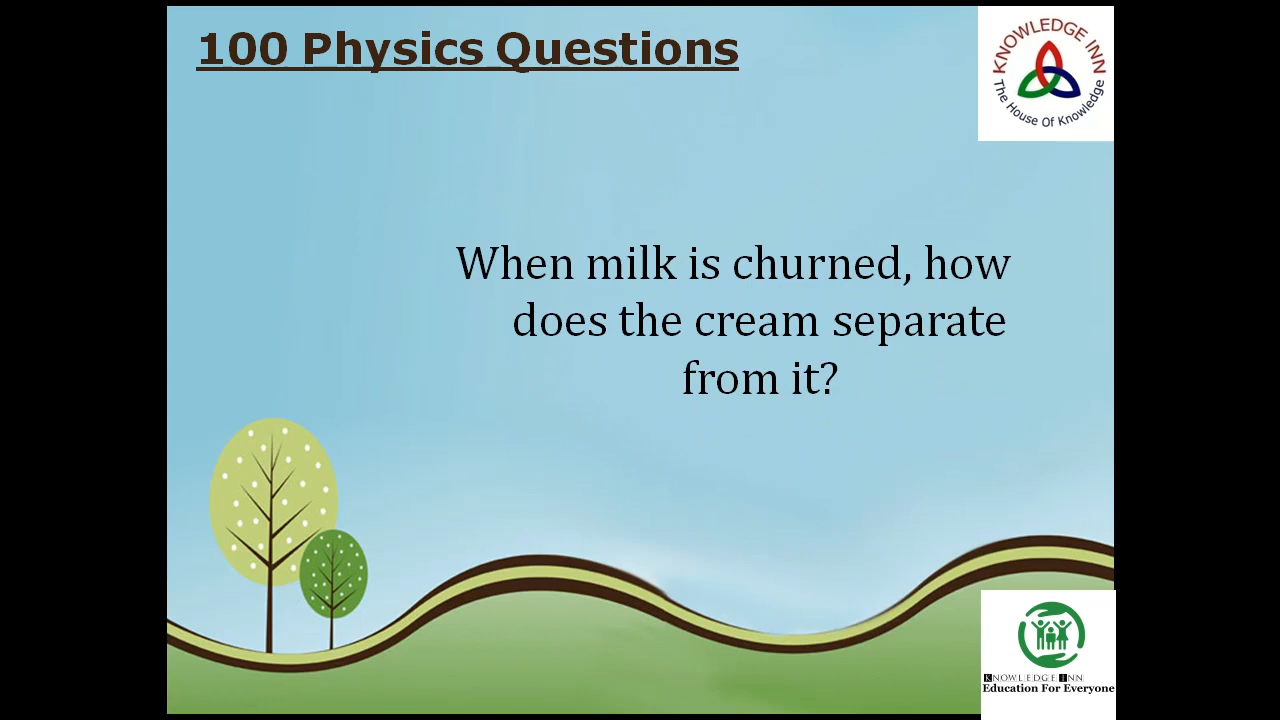 100 Physics Questions
KNOWLEDGE INN
The House Of Knowledge
When milk is churned, how
does the cream separate
from it?
KNOWLEDGE INN
Education For Everyone